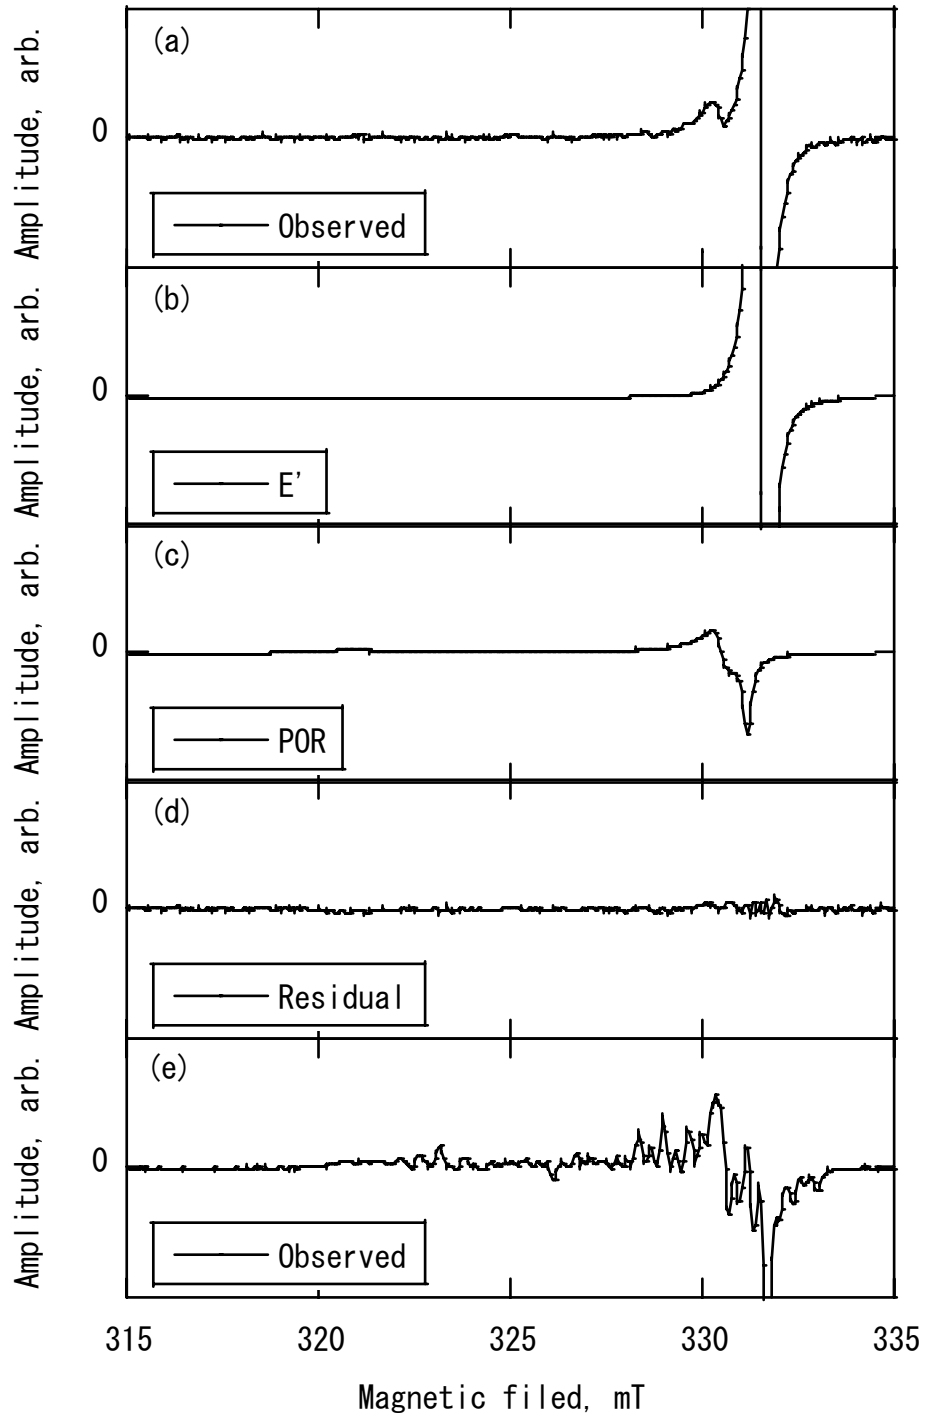 (a)
Amplitude, arb.
0
Observed
(b)
Amplitude, arb.
0
E'
(c)
Amplitude, arb.
0
POR
(d)
Amplitude, arb.
0
Residual
(e)
Amplitude, arb.
0
Observed
315 320 325 330 335
Magnetic filed, mT